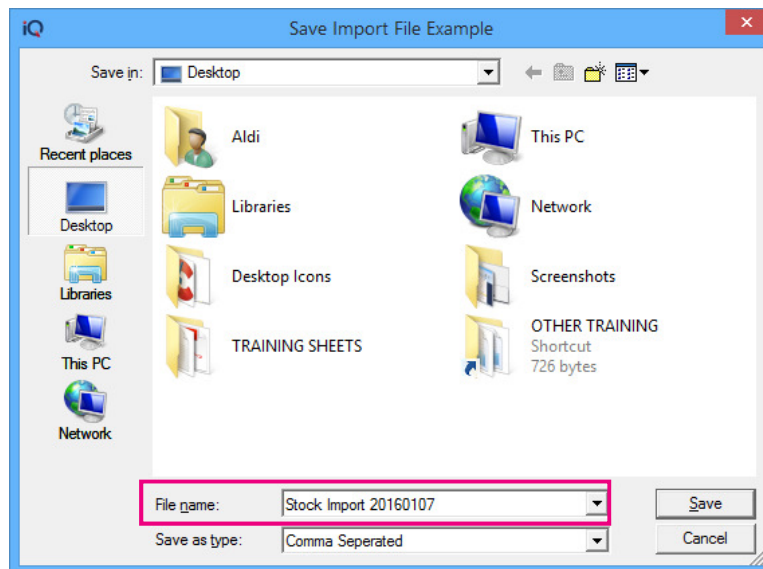 iQ Save Import File Example
Save in: Desktop
Recent places
Desktop
Libraries
This PC
Network
Aldi
This PC
Libraries
Network
Desktop Icons
Screenshots
TRAINING SHEETS
OTHER TRAINING
Shortcut
726 bytes
File name: Stock Import 20160107 Save
Save as type: Comma Seperated Cancel